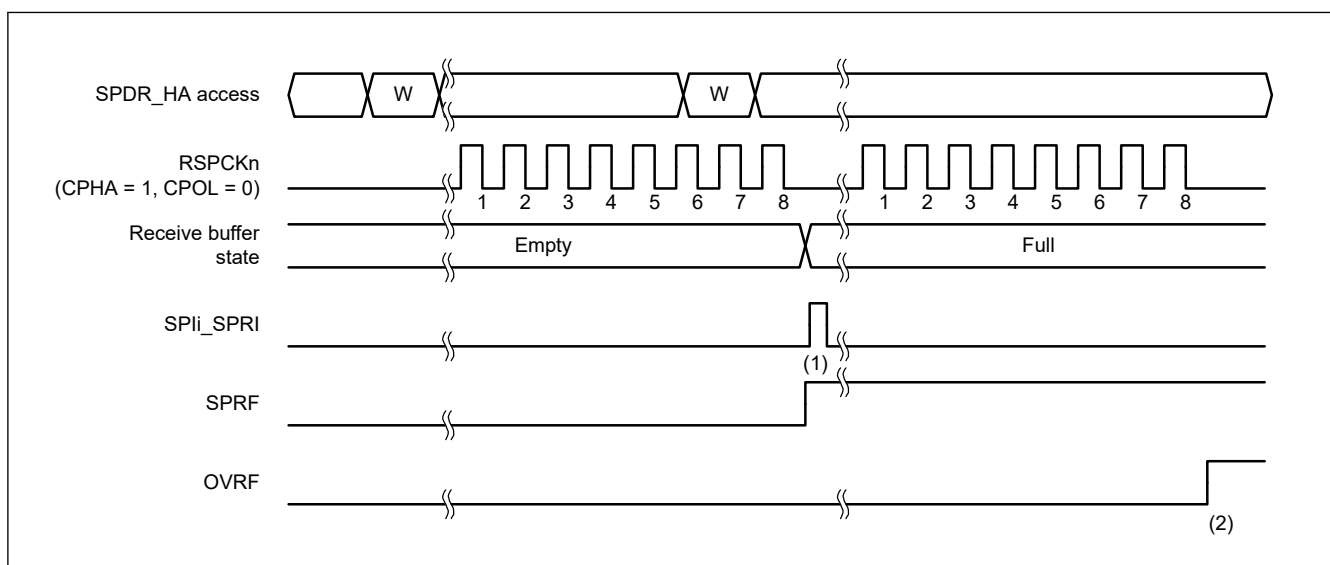 SPDR_HA access
W
W
RSPCKn
(CPHA = 1, CPOL = 0)
1 2 3 4 5 6 7 8
1 2 3 4 5 6 7 8
Receive buffer
state
Empty
Full
SPIi_SPRI
(1)
SPRF
OVRF
(2)